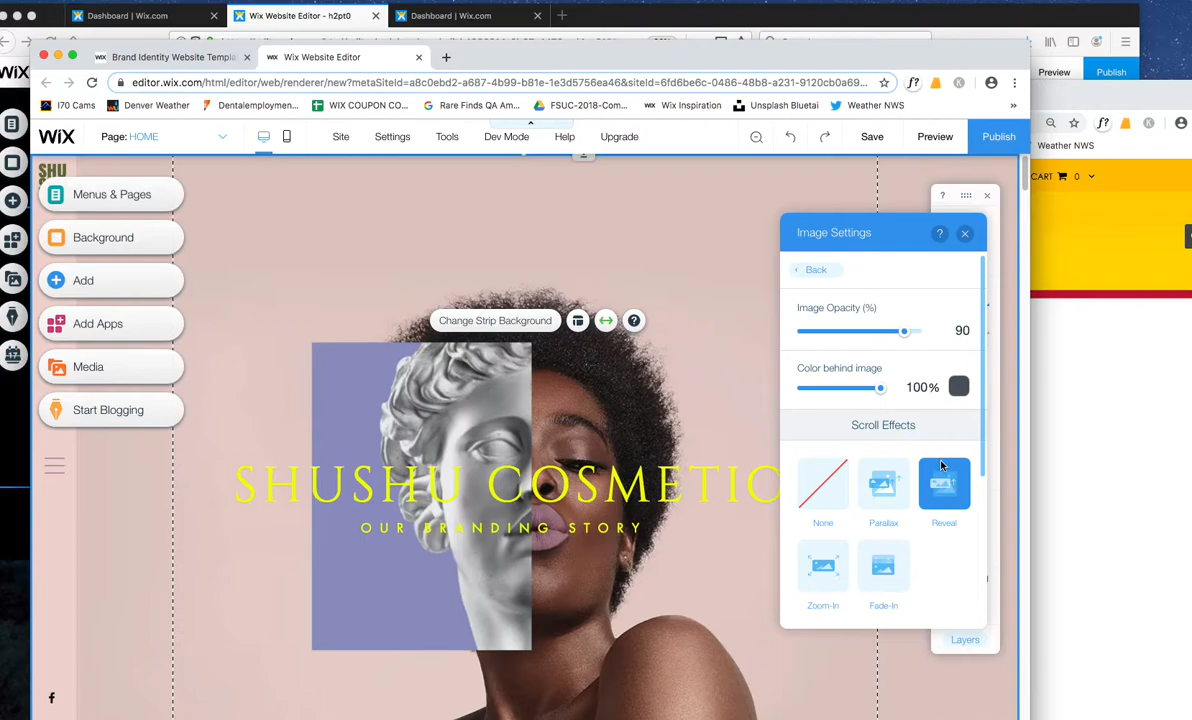 Dashboard | Wix.com
Wix Website Editor - h2pt0
Dashboard | Wix.com
Brand Identity Website Templa
Wix Website Editor
editor.wix.com/html/editor/web/renderer/new?metaSiteId=a8c0ebd2-a687-4b99-b81e-1e3d5756ea46&siteId=6fd6be6c-0486-48b8-a231-9120cb0a69...
I70 Cams
Denver Weather
Dentalemploymen...
WIX COUPON CO...
Rare Finds QA Am...
FSUC-2018-Com...
Wix Inspiration
Unsplash Bluetai
Weather NWS
»
Preview
Publish
Weather NWS
CART 0
WiX
Page: HOME
Site
Settings
Tools
Dev Mode
Help
Upgrade
Save
Preview
Publish
SHU
Menus & Pages
Background
Add
Add Apps
Media
Start Blogging
Change Strip Background
SHUSHU COSMETIC
OUR BRANDING STORY
Image Settings
Back
Image Opacity (%)
90
Color behind image
100%
Scroll Effects
None
Parallax
Reveal
Zoom-In
Fade-In
Layers